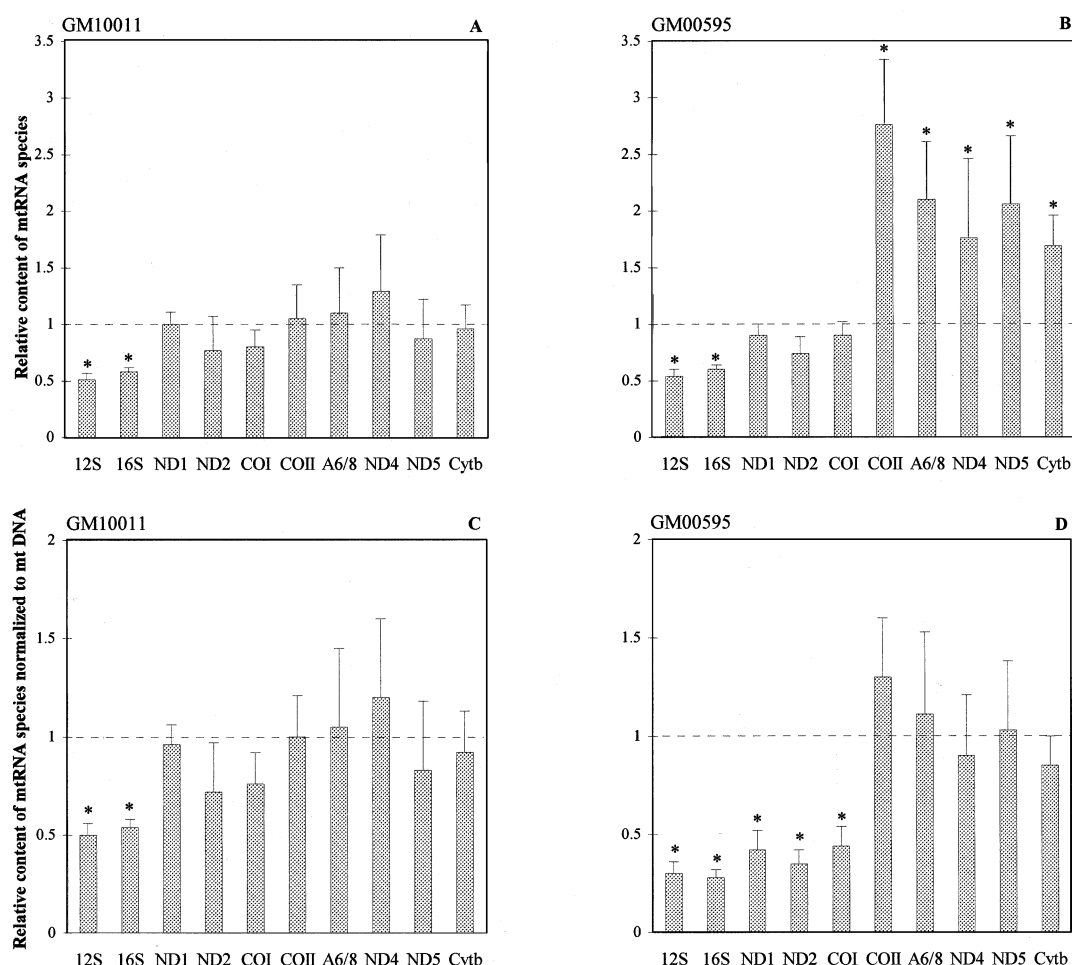 GM10011 A
3.5
3
2.5
2
1.5
1
0.5
0
Relative content of mtRNA species
* *
12S 16S ND1 ND2 COI COII A6/8 ND4 ND5 Cytb
GM00595 B
3.5
3
2.5
2
1.5
1
0.5
0
* * * * * * *
12S 16S ND1 ND2 COI COII A6/8 ND4 ND5 Cytb
GM10011 C
2
1.5
1
0.5
0
Relative content of mtRNA species normalized to mt DNA
* *
12S 16S ND1 ND2 COI COII A6/8 ND4 ND5 Cytb
GM00595 D
2
1.5
1
0.5
0
* * * * *
12S 16S ND1 ND2 COI COII A6/8 ND4 ND5 Cytb